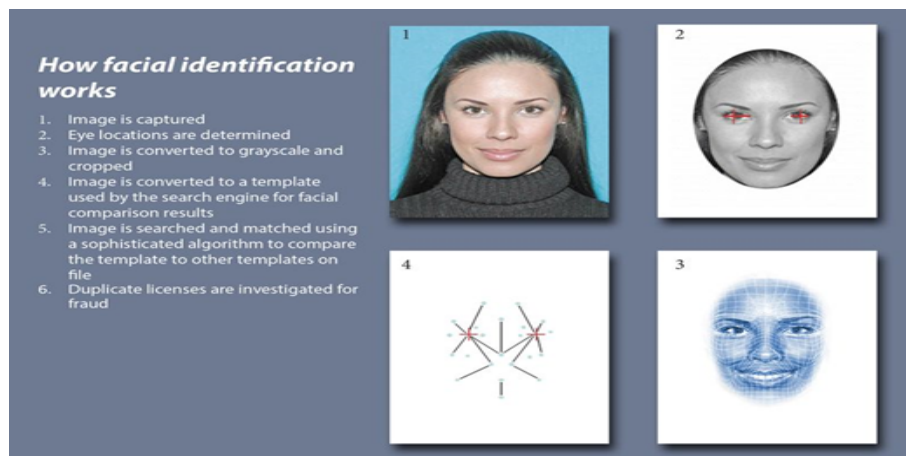 How facial identification
works
1. Image is captured
2. Eye locations are determined
3. Image is converted to grayscale and
cropped
4. Image is converted to a template
used by the search engine for facial
comparison results
5. Image is searched and matched using
a sophisticated algorithm to compare
the template to other templates on
file
6. Duplicate licenses are investigated for
fraud
1
2
4
3